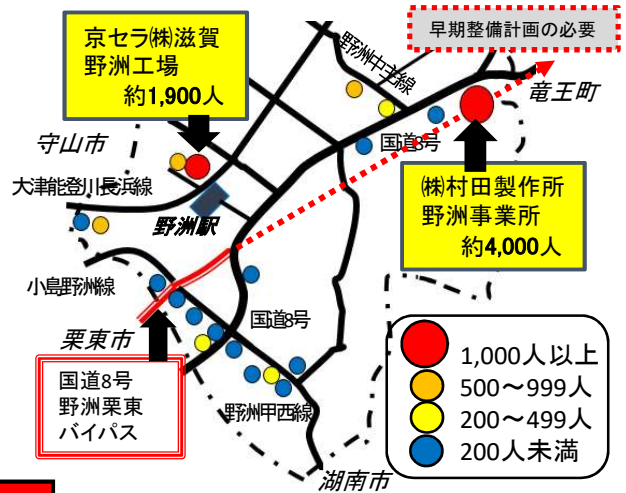 早期整備計画の必要
京セラ㈱滋賀
野洲工場
約1,900人
野洲中主線
竜王町
守山市
国道8号
大津能登川長浜線
㈱村田製作所
野洲事業所
約4,000人
野洲駅
小島野洲線
国道8号
栗東市
国道8号
野洲栗東
バイパス
野洲甲西線
湖南市
1,000人以上
500～999人
200～499人
200人未満